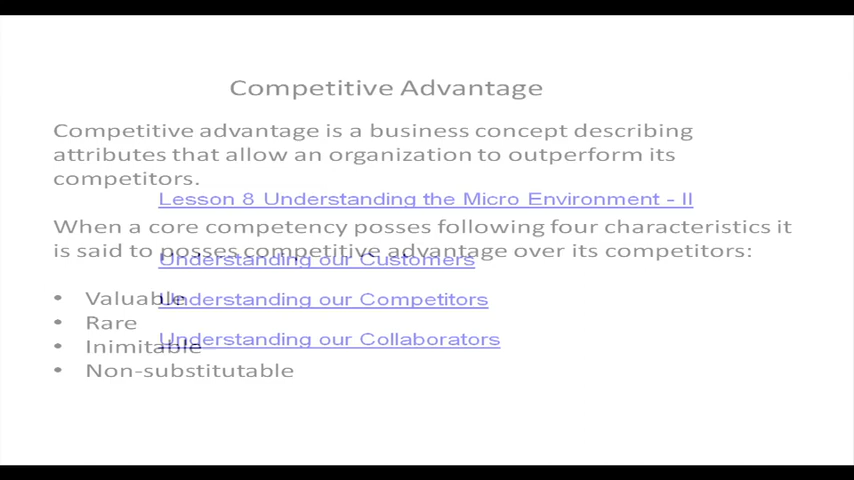 Competitive Advantage
Competitive advantage is a business concept describing
attributes that allow an organization to outperform its
competitors.
Lesson 8 Understanding the Micro Environment - II
When a core competency posses following four characteristics it
is said to posses competitive advantage over its competitors:
Understanding our Customers
• Valuable
Understanding our Competitors
• Rare
Understanding our Collaborators
• Inimitable
• Non-substitutable